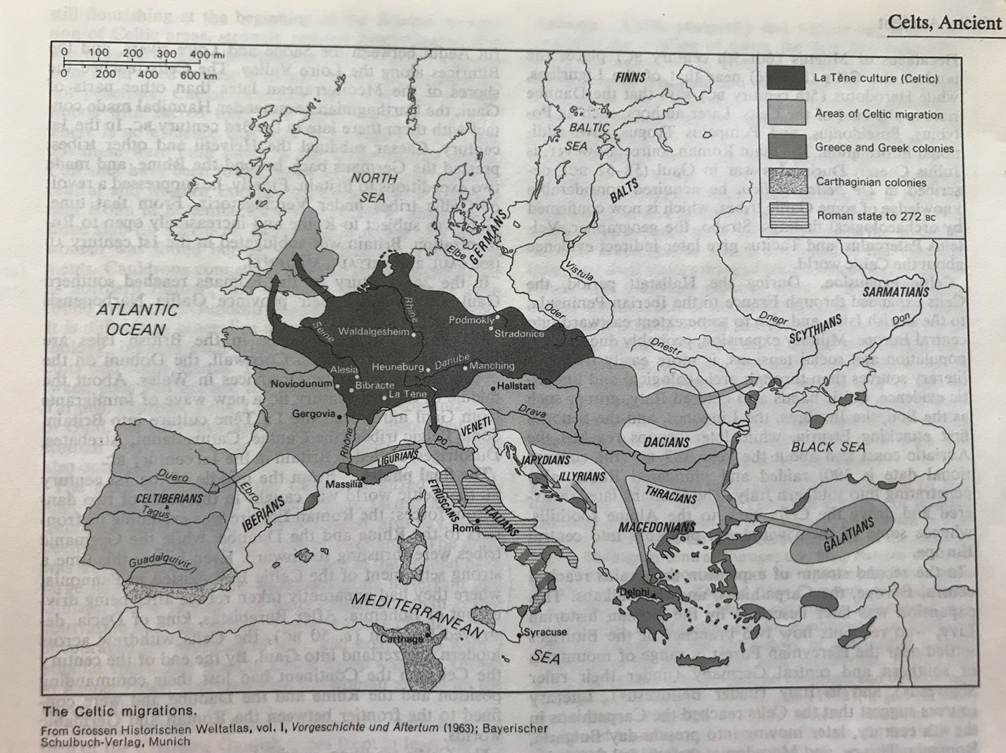 Celts, Ancient
0 100 200 300 400 mi
0 200 400 600 km
La Tène culture (Celtic)
Areas of Celtic migration
Greece and Greek colonies
Carthaginian colonies
Roman state to 272 BC
FINNS
BALTIC
SEA
BALTS
NORTH
SEA
GERMANS
Elbe
Vistula
Oder
SARMATIANS
ATLANTIC
OCEAN
Dnepr
SCYTHIANS
Don
Rhine
Podmokly
Stradonice
Seine
Waldalgesheim
Dnestr
Alesia
Heuneburg
Danube
Manching
Noviodunum
Bibracte
La Tène
Hallstatt
Gergovia
Drava
Rhône
PO
VENETI
DACIANS
BLACK SEA
LIGURIANS
JAPYDIANS
Massilia
ILLYRIANS
Duero
CELTIBERIANS
Ebro
IBERIANS
Tagus
ETRUSCANS
ITALIANS
Rome
THRACIANS
MACEDONIANS
GALATIANS
Guadalquivir
Delphi
MEDITERRANEAN
SEA
Carthage
Syracuse
The Celtic migrations.
From Grossen Historischen Weltatlas, vol. I, Vorgeschichte und Altertum (1963); Bayerischer
Schulbuch-Verlag, Munich